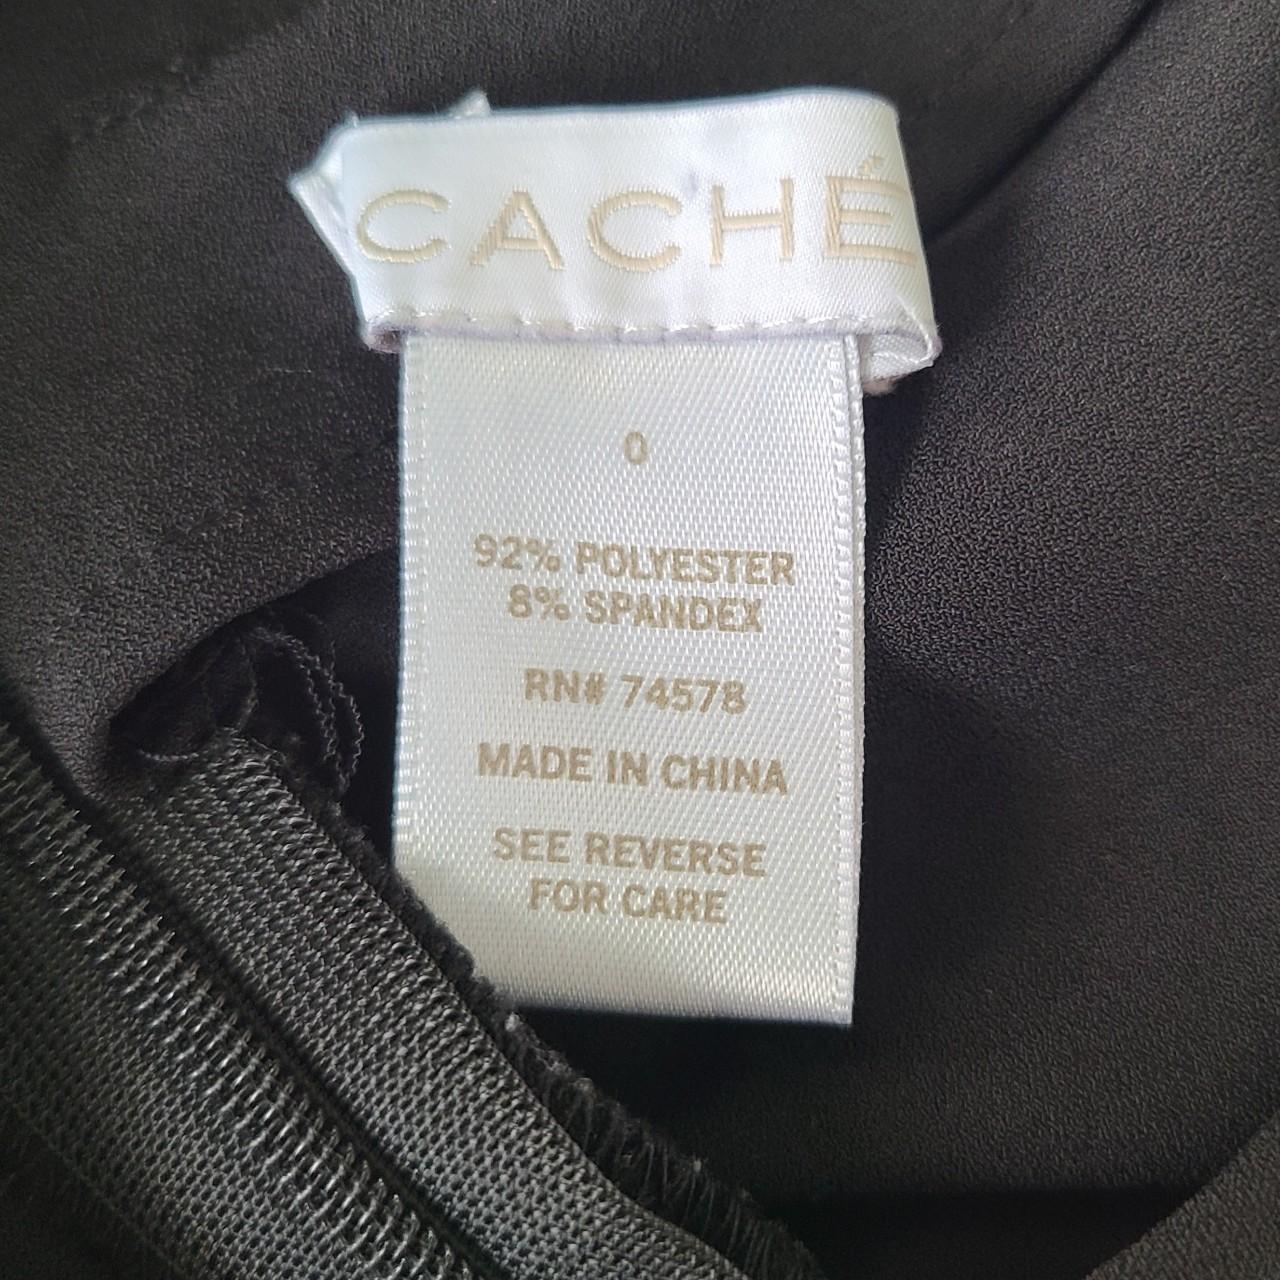 CACHÉ
0
92% POLYESTER
8% SPANDEX
RN# 74578
MADE IN CHINA
SEE REVERSE
FOR CARE